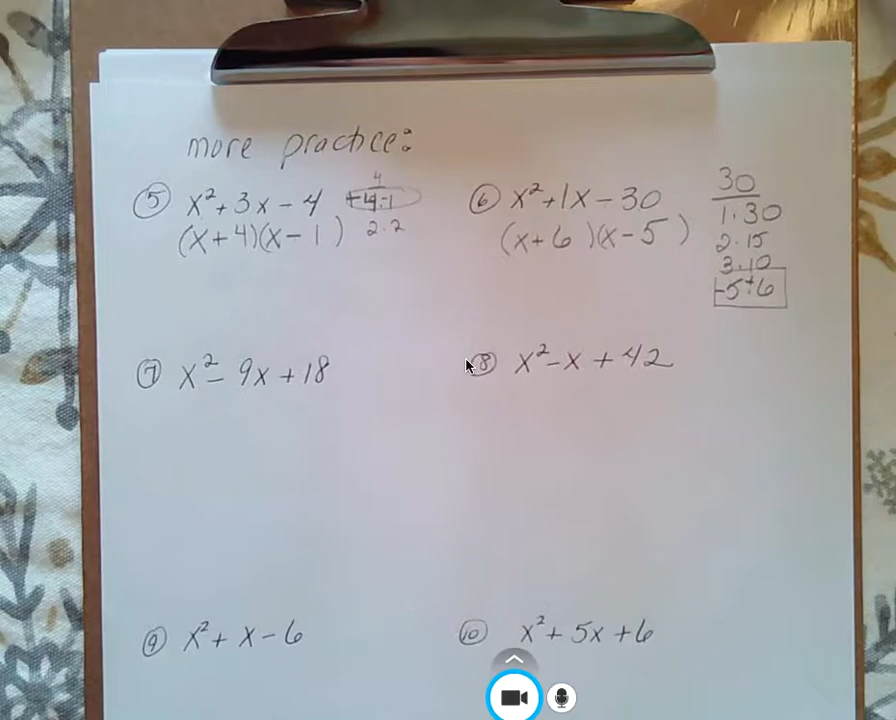 more practice:
⑤ x² + 3x - 4
4
+4·-1
2·2
(x + 4)(x - 1)
⑥ x² + 1x - 30
(x + 6)(x - 5)
30
1·30
2·15
3·10
-5·+6
⑦ x² - 9x + 18
⑧ x² - x + 42
⑨ x² + x - 6
⑩ x² + 5x + 6